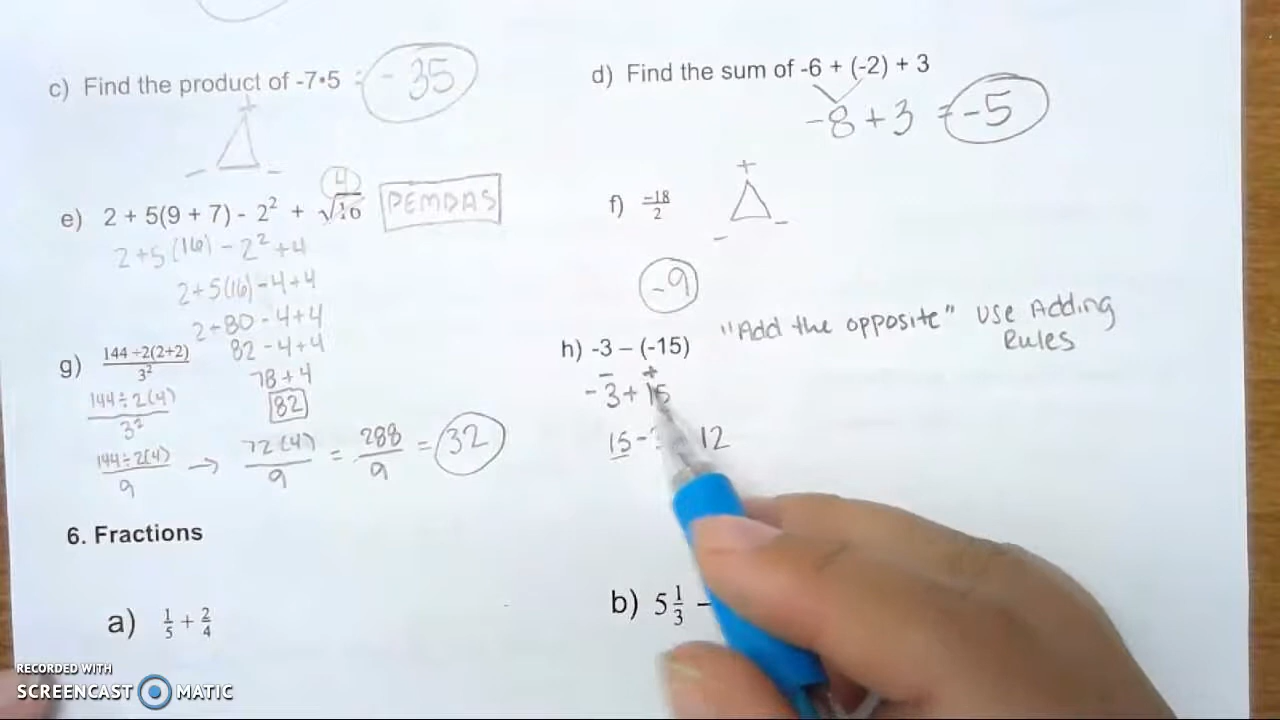 c) Find the product of -7•5 = -35
+
- -
d) Find the sum of -6 + (-2) + 3
-8+3 = -5
e) 2 + 5(9 + 7) - 2² + √16 PEMDAS
4
2+5(16) - 2² +4
2+5(16)-4+4
2+80-4+4
82-4+4
78+4
82
f) -18/2
+
- -
-9
g) 144÷2(2+2)/3²
144÷2(4)/3²
144÷2(4)/9 → 72(4)/9 = 288/9 = 32
h) -3 – (-15) "Add the opposite" Use Adding
Rules
- +
-3+15
15- 12
6. Fractions
a) 1/5 + 2/4
b) 5 1/3 –
RECORDED WITH
SCREENCAST MATIC